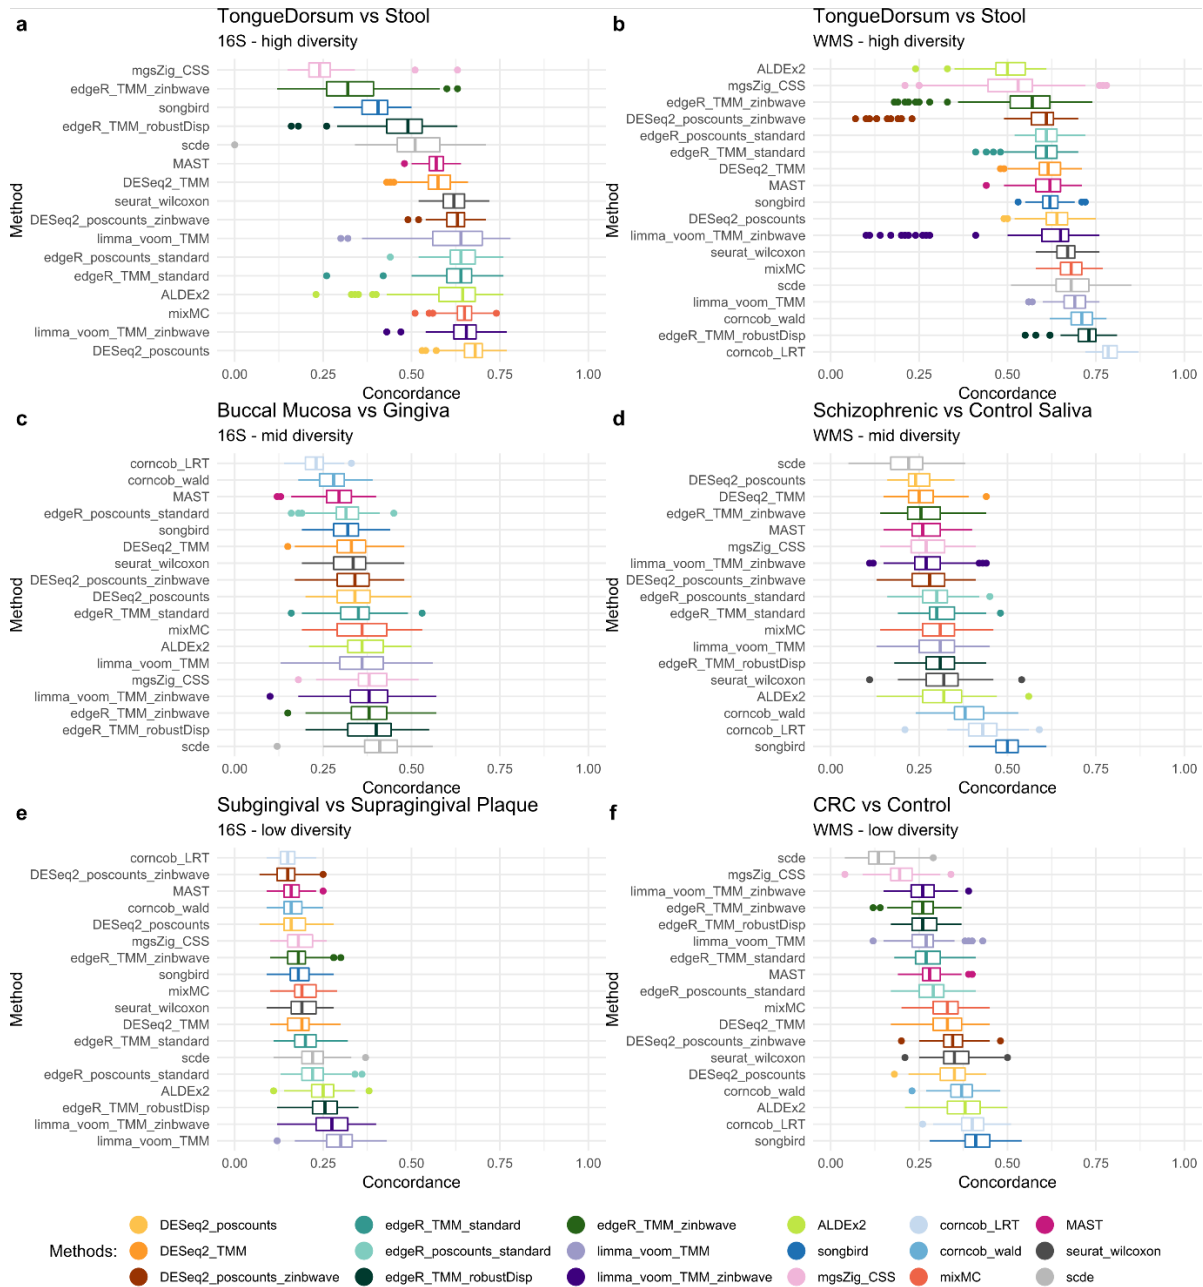 a
TongueDorsum vs Stool
16S - high diversity
Method
mgsZig_CSS
edgeR_TMM_zinbwave
songbird
edgeR_TMM_robustDisp
scde
MAST
DESeq2_TMM
seurat_wilcoxon
DESeq2_poscounts_zinbwave
limma_voom_TMM
edgeR_poscounts_standard
edgeR_TMM_standard
ALDEx2
mixMC
limma_voom_TMM_zinbwave
DESeq2_poscounts
0.00 0.25 0.50 0.75 1.00
Concordance
b
TongueDorsum vs Stool
WMS - high diversity
Method
ALDEx2
mgsZig_CSS
edgeR_TMM_zinbwave
DESeq2_poscounts_zinbwave
edgeR_poscounts_standard
edgeR_TMM_standard
DESeq2_TMM
MAST
songbird
DESeq2_poscounts
limma_voom_TMM_zinbwave
seurat_wilcoxon
mixMC
scde
limma_voom_TMM
corncob_wald
edgeR_TMM_robustDisp
corncob_LRT
0.00 0.25 0.50 0.75 1.00
Concordance
c
Buccal Mucosa vs Gingiva
16S - mid diversity
Method
corncob_LRT
corncob_wald
MAST
edgeR_poscounts_standard
songbird
DESeq2_TMM
seurat_wilcoxon
DESeq2_poscounts_zinbwave
DESeq2_poscounts
edgeR_TMM_standard
mixMC
ALDEx2
limma_voom_TMM
mgsZig_CSS
limma_voom_TMM_zinbwave
edgeR_TMM_zinbwave
edgeR_TMM_robustDisp
scde
0.00 0.25 0.50 0.75 1.00
Concordance
d
Schizophrenic vs Control Saliva
WMS - mid diversity
Method
scde
DESeq2_poscounts
DESeq2_TMM
edgeR_TMM_zinbwave
MAST
mgsZig_CSS
limma_voom_TMM_zinbwave
DESeq2_poscounts_zinbwave
edgeR_poscounts_standard
edgeR_TMM_standard
mixMC
limma_voom_TMM
edgeR_TMM_robustDisp
seurat_wilcoxon
ALDEx2
corncob_wald
corncob_LRT
songbird
0.00 0.25 0.50 0.75 1.00
Concordance
e
Subgingival vs Supragingival Plaque
16S - low diversity
Method
corncob_LRT
DESeq2_poscounts_zinbwave
MAST
corncob_wald
DESeq2_poscounts
mgsZig_CSS
edgeR_TMM_zinbwave
songbird
mixMC
seurat_wilcoxon
DESeq2_TMM
edgeR_TMM_standard
scde
edgeR_poscounts_standard
ALDEx2
edgeR_TMM_robustDisp
limma_voom_TMM_zinbwave
limma_voom_TMM
0.00 0.25 0.50 0.75 1.00
Concordance
f
CRC vs Control
WMS - low diversity
Method
scde
mgsZig_CSS
limma_voom_TMM_zinbwave
edgeR_TMM_zinbwave
edgeR_TMM_robustDisp
limma_voom_TMM
edgeR_TMM_standard
MAST
edgeR_poscounts_standard
mixMC
DESeq2_TMM
DESeq2_poscounts_zinbwave
seurat_wilcoxon
DESeq2_poscounts
corncob_wald
ALDEx2
corncob_LRT
songbird
0.00 0.25 0.50 0.75 1.00
Concordance
DESeq2_poscounts edgeR_TMM_standard edgeR_TMM_zinbwave ALDEx2 corncob_LRT MAST
Methods: DESeq2_TMM edgeR_poscounts_standard limma_voom_TMM songbird corncob_wald seurat_wilcoxon
DESeq2_poscounts_zinbwave edgeR_TMM_robustDisp limma_voom_TMM_zinbwave mgsZig_CSS mixMC scde